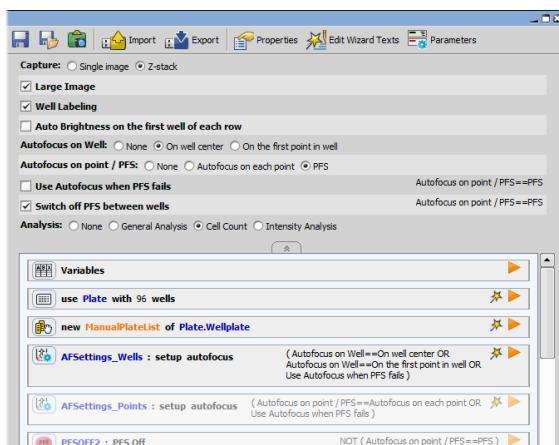 Import Export Properties Edit Wizard Texts Parameters
Capture: Single image Z-stack
Large Image
Well Labeling
Auto Brightness on the first well of each row
Autofocus on Well: None On well center On the first point in well
Autofocus on point / PFS: None Autofocus on each point PFS
Use Autofocus when PFS fails Autofocus on point / PFS==PFS
Switch off PFS between wells Autofocus on point / PFS==PFS
Analysis: None General Analysis Cell Count Intensity Analysis
Variables
use Plate with 96 wells
new ManualPlateList of Plate.Wellplate
AFSettings_Wells : setup autofocus ( Autofocus on Well==On well center OR
Autofocus on Well==On the first point in well OR
Use Autofocus when PFS fails )
AFSettings_Points : setup autofocus ( Autofocus on point / PFS==Autofocus on each point OR
Use Autofocus when PFS fails )
PFSOFF2 : PFS Off NOT ( Autofocus on point / PFS==PFS )